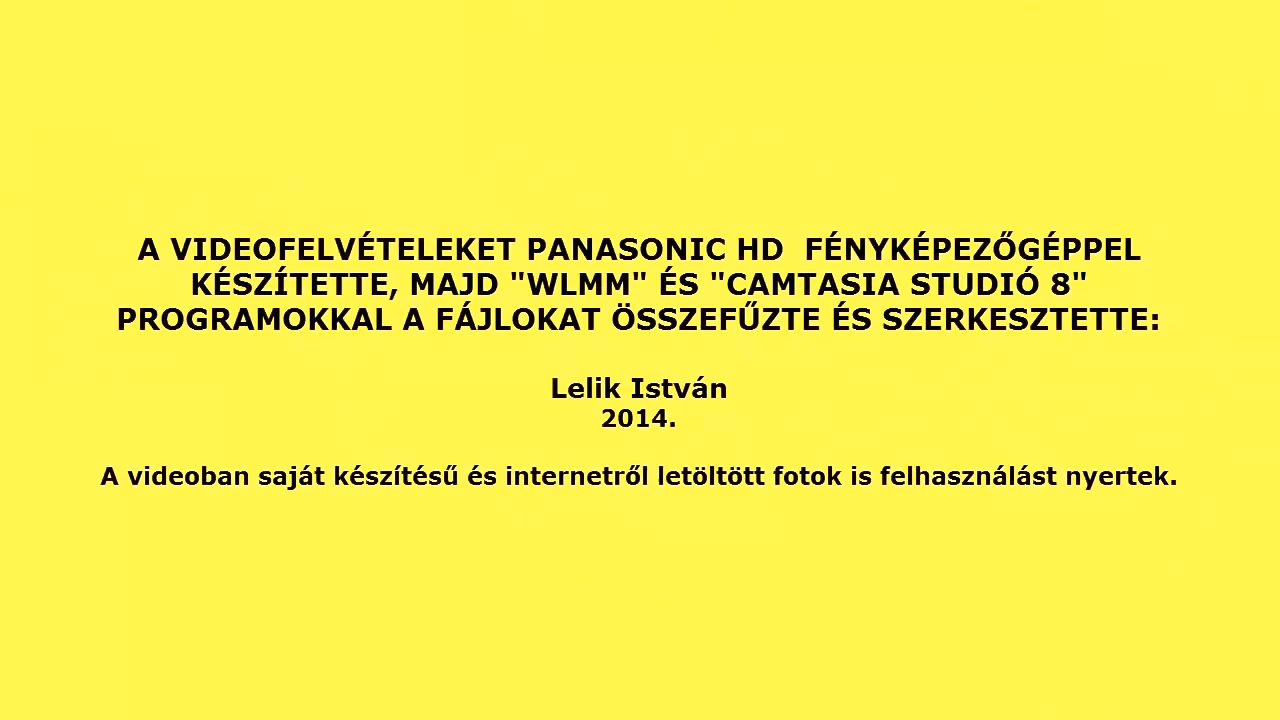 A VIDEOFELVÉTELEKET PANASONIC HD  FÉNYKÉPEZŐGÉPPEL
KÉSZÍTETTE, MAJD "WLMM" ÉS "CAMTASIA STUDIÓ 8"
PROGRAMOKKAL A FÁJLOKAT ÖSSZEFŰZTE ÉS SZERKESZTETTE:
Lelik István
2014.
A videoban saját készítésű és internetről letöltött fotok is felhasználást nyertek.